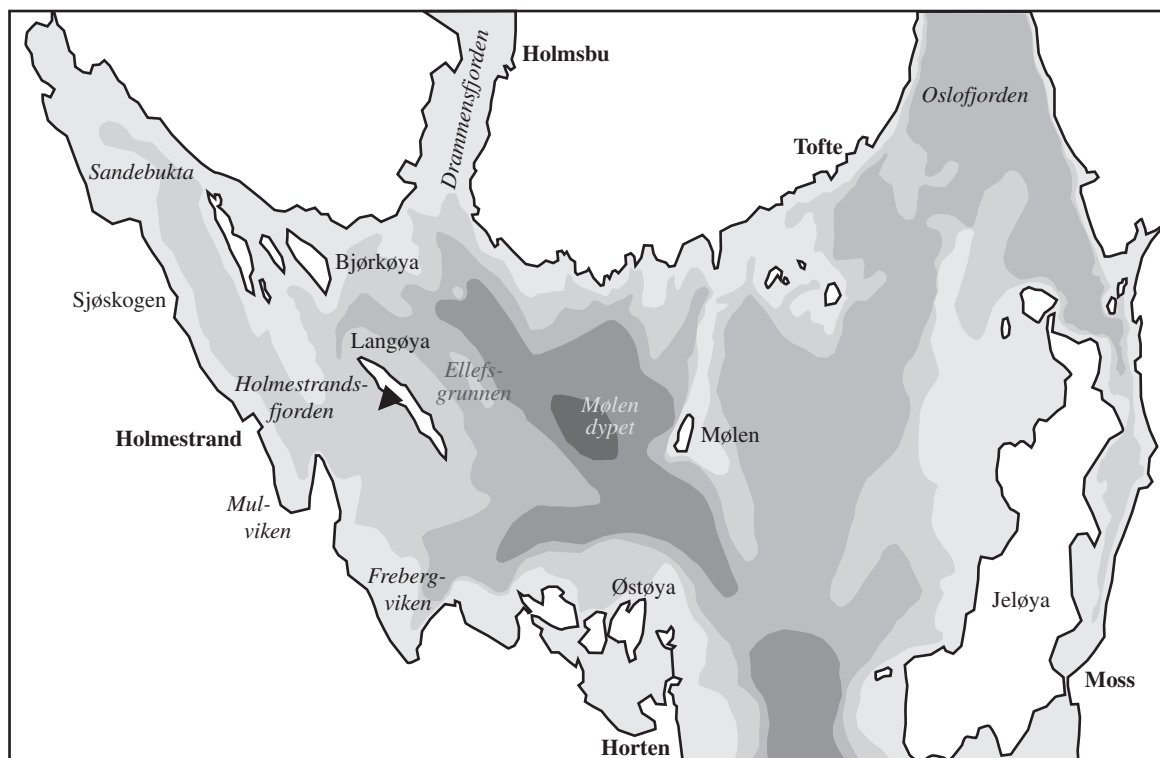 Holmsbu
Drammensfjorden
Oslofjorden
Tofte
Sandebukta
Bjørkøya
Sjøskogen
Langøya
Ellefs-
grunnen
Holmestrands-
fjorden
Mølen
dypet
Holmestrand
Mølen
Mul-
viken
Freberg-
viken
Østøya
Jeløya
Moss
Horten